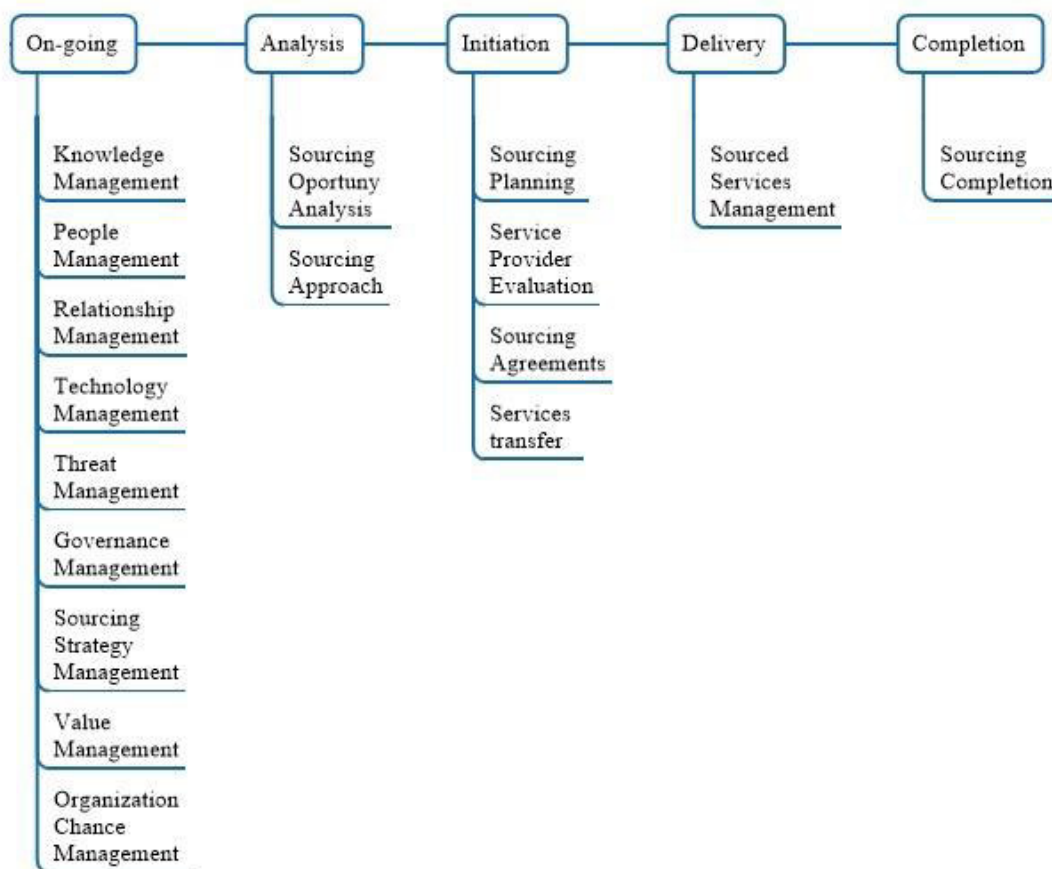 On-going
Analysis
Initiation
Delivery
Completion
Knowledge
Management
People
Management
Relationship
Management
Technology
Management
Threat
Management
Governance
Management
Sourcing
Strategy
Management
Value
Management
Organization
Chance
Management
Sourcing
Oportuny
Analysis
Sourcing
Approach
Sourcing
Planning
Service
Provider
Evaluation
Sourcing
Agreements
Services
transfer
Sourced
Services
Management
Sourcing
Completion